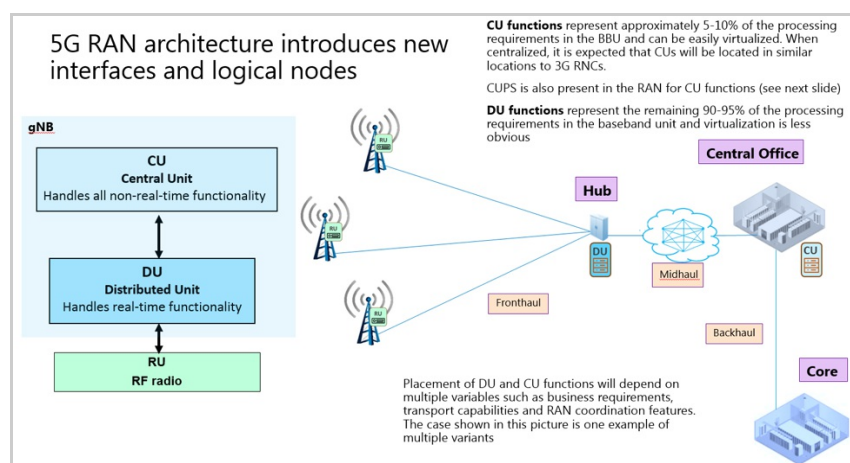 5G RAN architecture introduces new
interfaces and logical nodes
CU functions represent approximately 5-10% of the processing
requirements in the BBU and can be easily virtualized. When
centralized, it is expected that CUs will be located in similar
locations to 3G RNCs.
CUPS is also present in the RAN for CU functions (see next slide)
DU functions represent the remaining 90-95% of the processing
requirements in the baseband unit and virtualization is less
obvious
gNB
CU
Central Unit
Handles all non-real-time functionality
DU
Distributed Unit
Handles real-time functionality
RU
RF radio
RU
RU
RU
Fronthaul
Hub
DU
Midhaul
Central Office
CU
Backhaul
Core
Placement of DU and CU functions will depend on
multiple variables such as business requirements,
transport capabilities and RAN coordination features.
The case shown in this picture is one example of
multiple variants